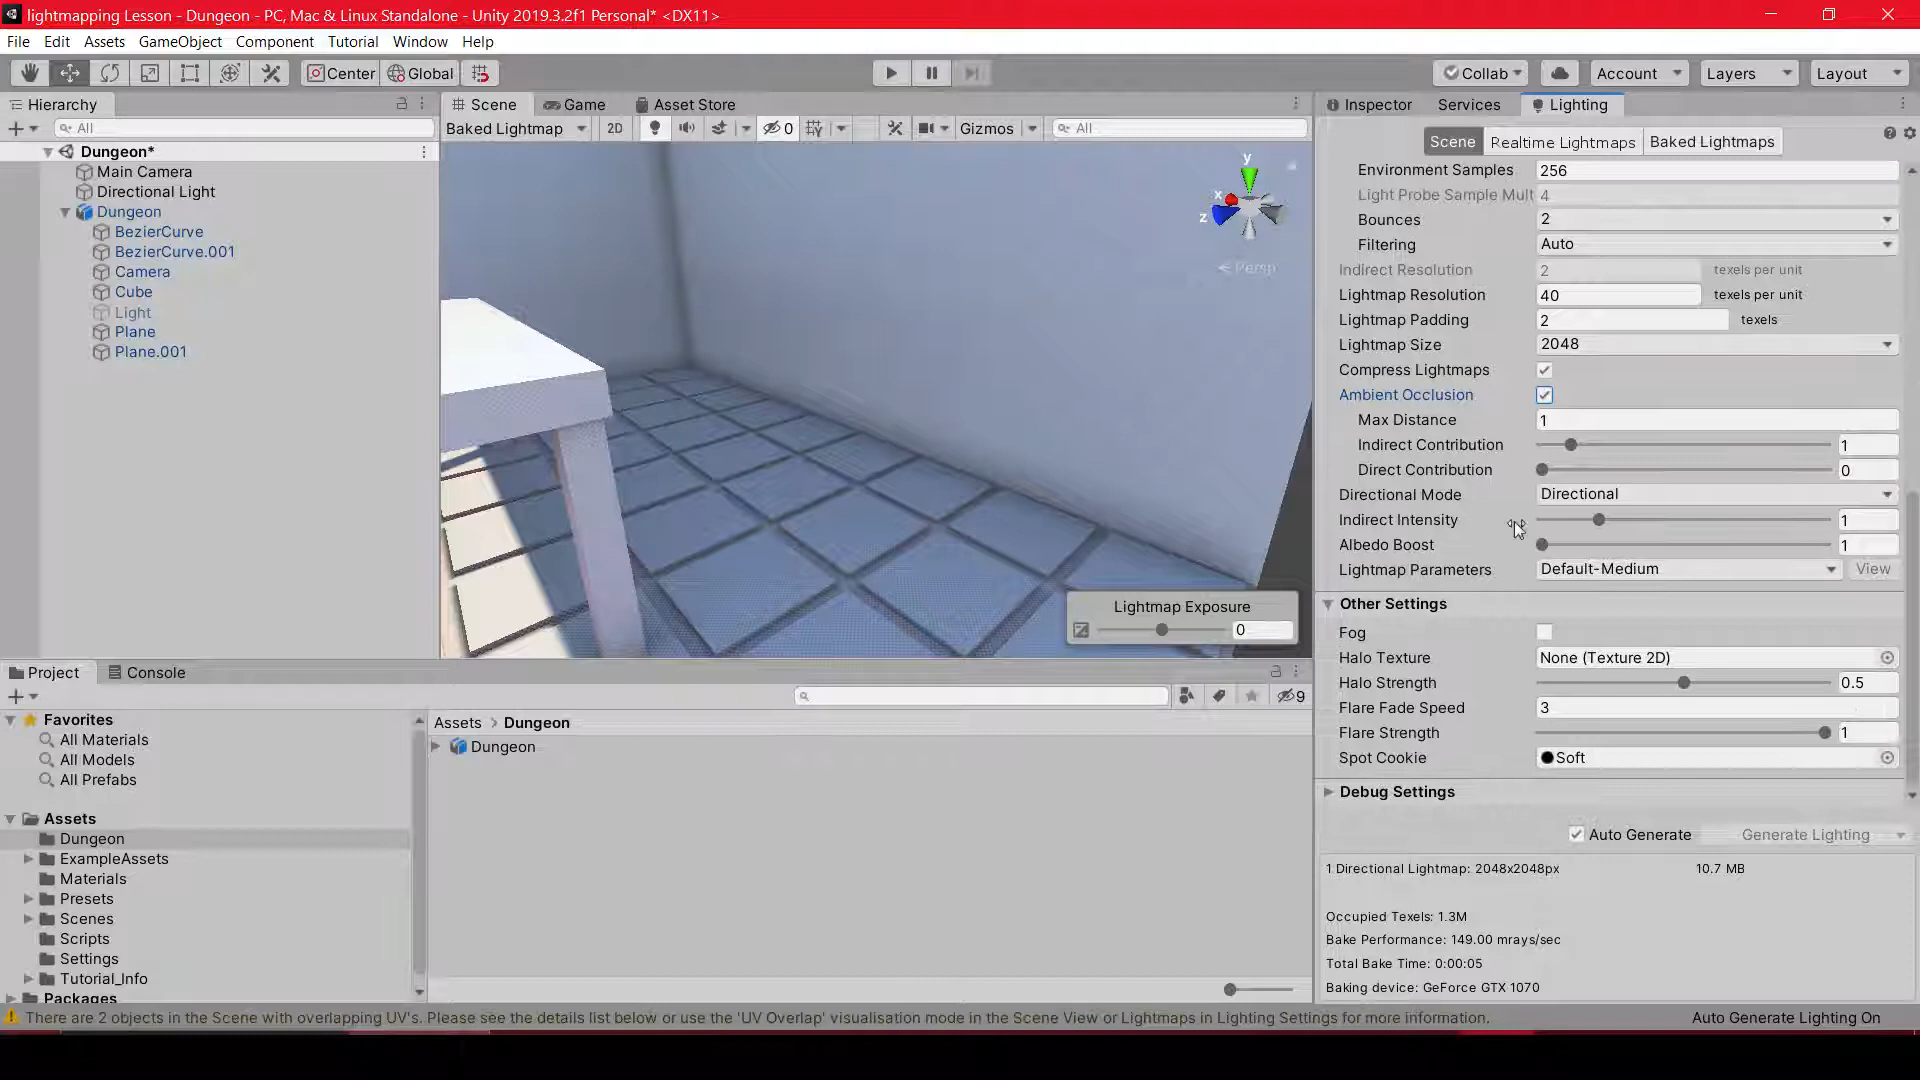 lightmapping Lesson - Dungeon - PC, Mac & Linux Standalone - Unity 2019.3.2f1 Personal* <DX11>
File Edit Assets GameObject Component Tutorial Window Help
Center Global Collab Account Layers Layout
Hierarchy
All
Dungeon*
Main Camera
Directional Light
Dungeon
BezierCurve
BezierCurve.001
Camera
Cube
Light
Plane
Plane.001
Scene Game Asset Store
Baked Lightmap 2D 0 Gizmos All
y
x
z
Persp
Lightmap Exposure
0
Inspector Services Lighting
Scene Realtime Lightmaps Baked Lightmaps
Environment Samples 256
Light Probe Sample Mult 4
Bounces 2
Filtering Auto
Indirect Resolution 2 texels per unit
Lightmap Resolution 40 texels per unit
Lightmap Padding 2 texels
Lightmap Size 2048
Compress Lightmaps
Ambient Occlusion
Max Distance 1
Indirect Contribution 1
Direct Contribution 0
Directional Mode Directional
Indirect Intensity 1
Albedo Boost 1
Lightmap Parameters Default-Medium View
Other Settings
Fog
Halo Texture None (Texture 2D)
Halo Strength 0.5
Flare Fade Speed 3
Flare Strength 1
Spot Cookie Soft
Debug Settings
Auto Generate Generate Lighting
1 Directional Lightmap: 2048x2048px 10.7 MB
Occupied Texels: 1.3M
Bake Performance: 149.00 mrays/sec
Total Bake Time: 0:00:05
Baking device: GeForce GTX 1070
Project Console
9
Favorites
All Materials
All Models
All Prefabs
Assets
Dungeon
ExampleAssets
Materials
Presets
Scenes
Scripts
Settings
Tutorial_Info
Packages
Assets > Dungeon
Dungeon
There are 2 objects in the Scene with overlapping UV's. Please see the details list below or use the 'UV Overlap' visualisation mode in the Scene View or Lightmaps in Lighting Settings for more information.
Auto Generate Lighting On